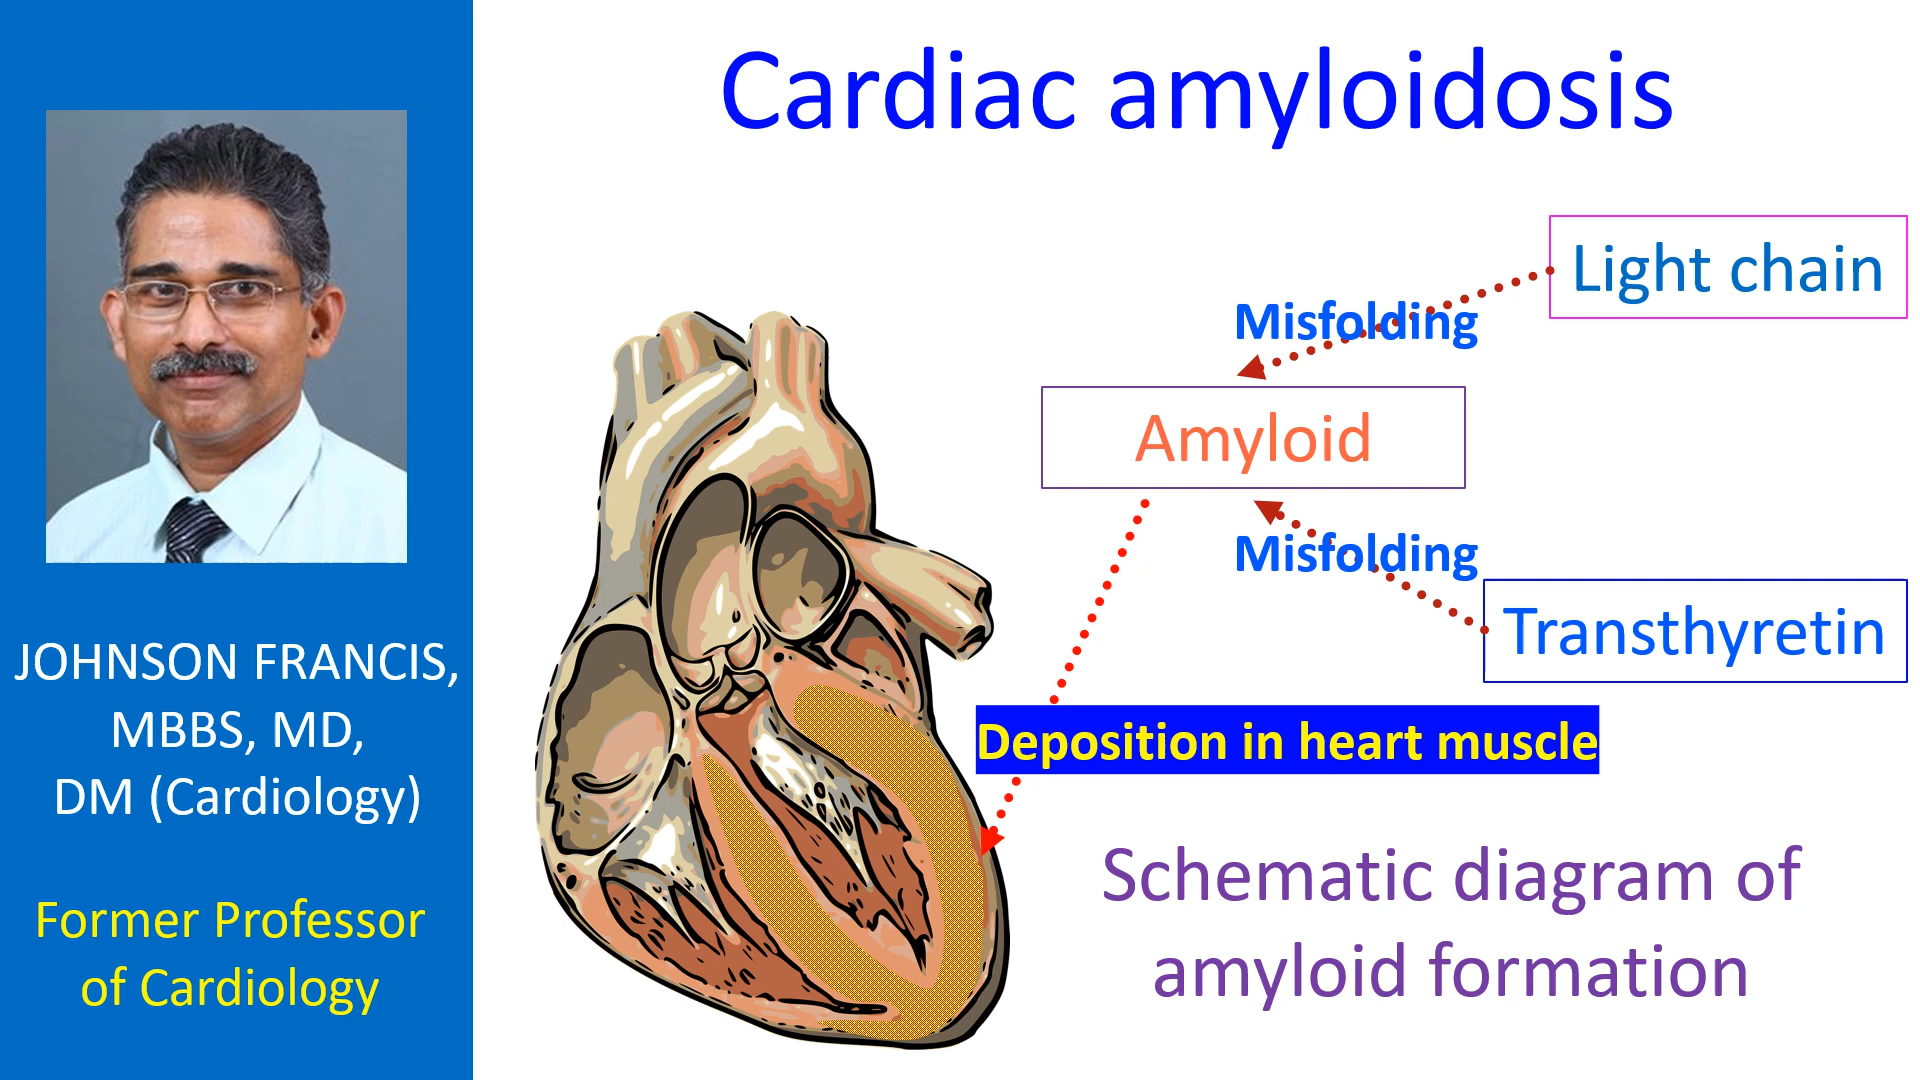 Cardiac amyloidosis
Light chain
Misfolding
Amyloid
Misfolding
Transthyretin
Deposition in heart muscle
Schematic diagram of
amyloid formation
JOHNSON FRANCIS,
MBBS, MD,
DM (Cardiology)
Former Professor
of Cardiology